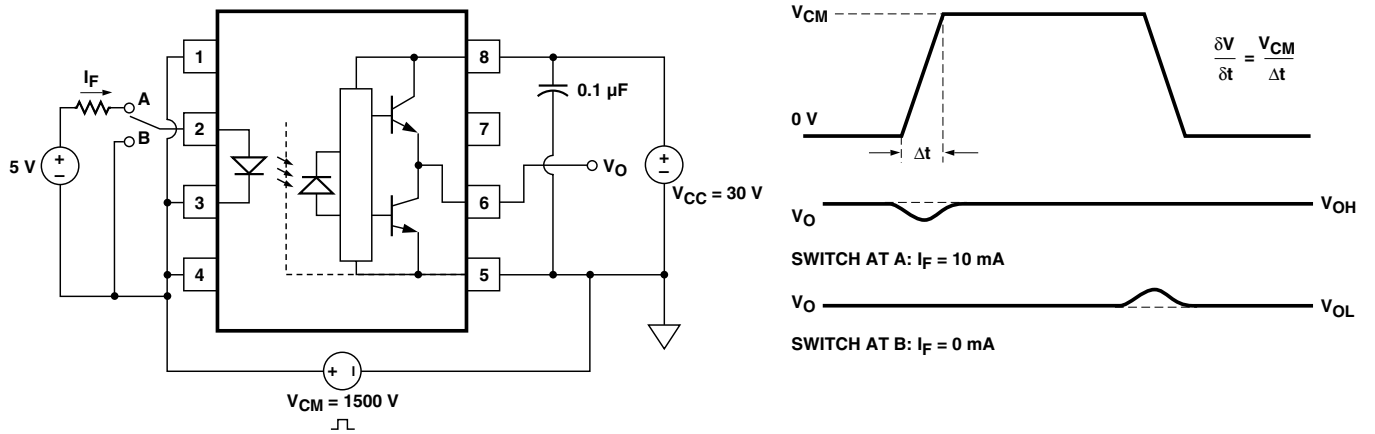 I_F
A
B
5 V
+
–
1
2
3
4
8
7
6
5
0.1 µF
V_O
+
–
V_CC = 30 V
+ –
V_CM = 1500 V
V_CM
0 V
Δt
δV/δt = V_CM/Δt
V_O V_OH
SWITCH AT A: I_F = 10 mA
V_O V_OL
SWITCH AT B: I_F = 0 mA